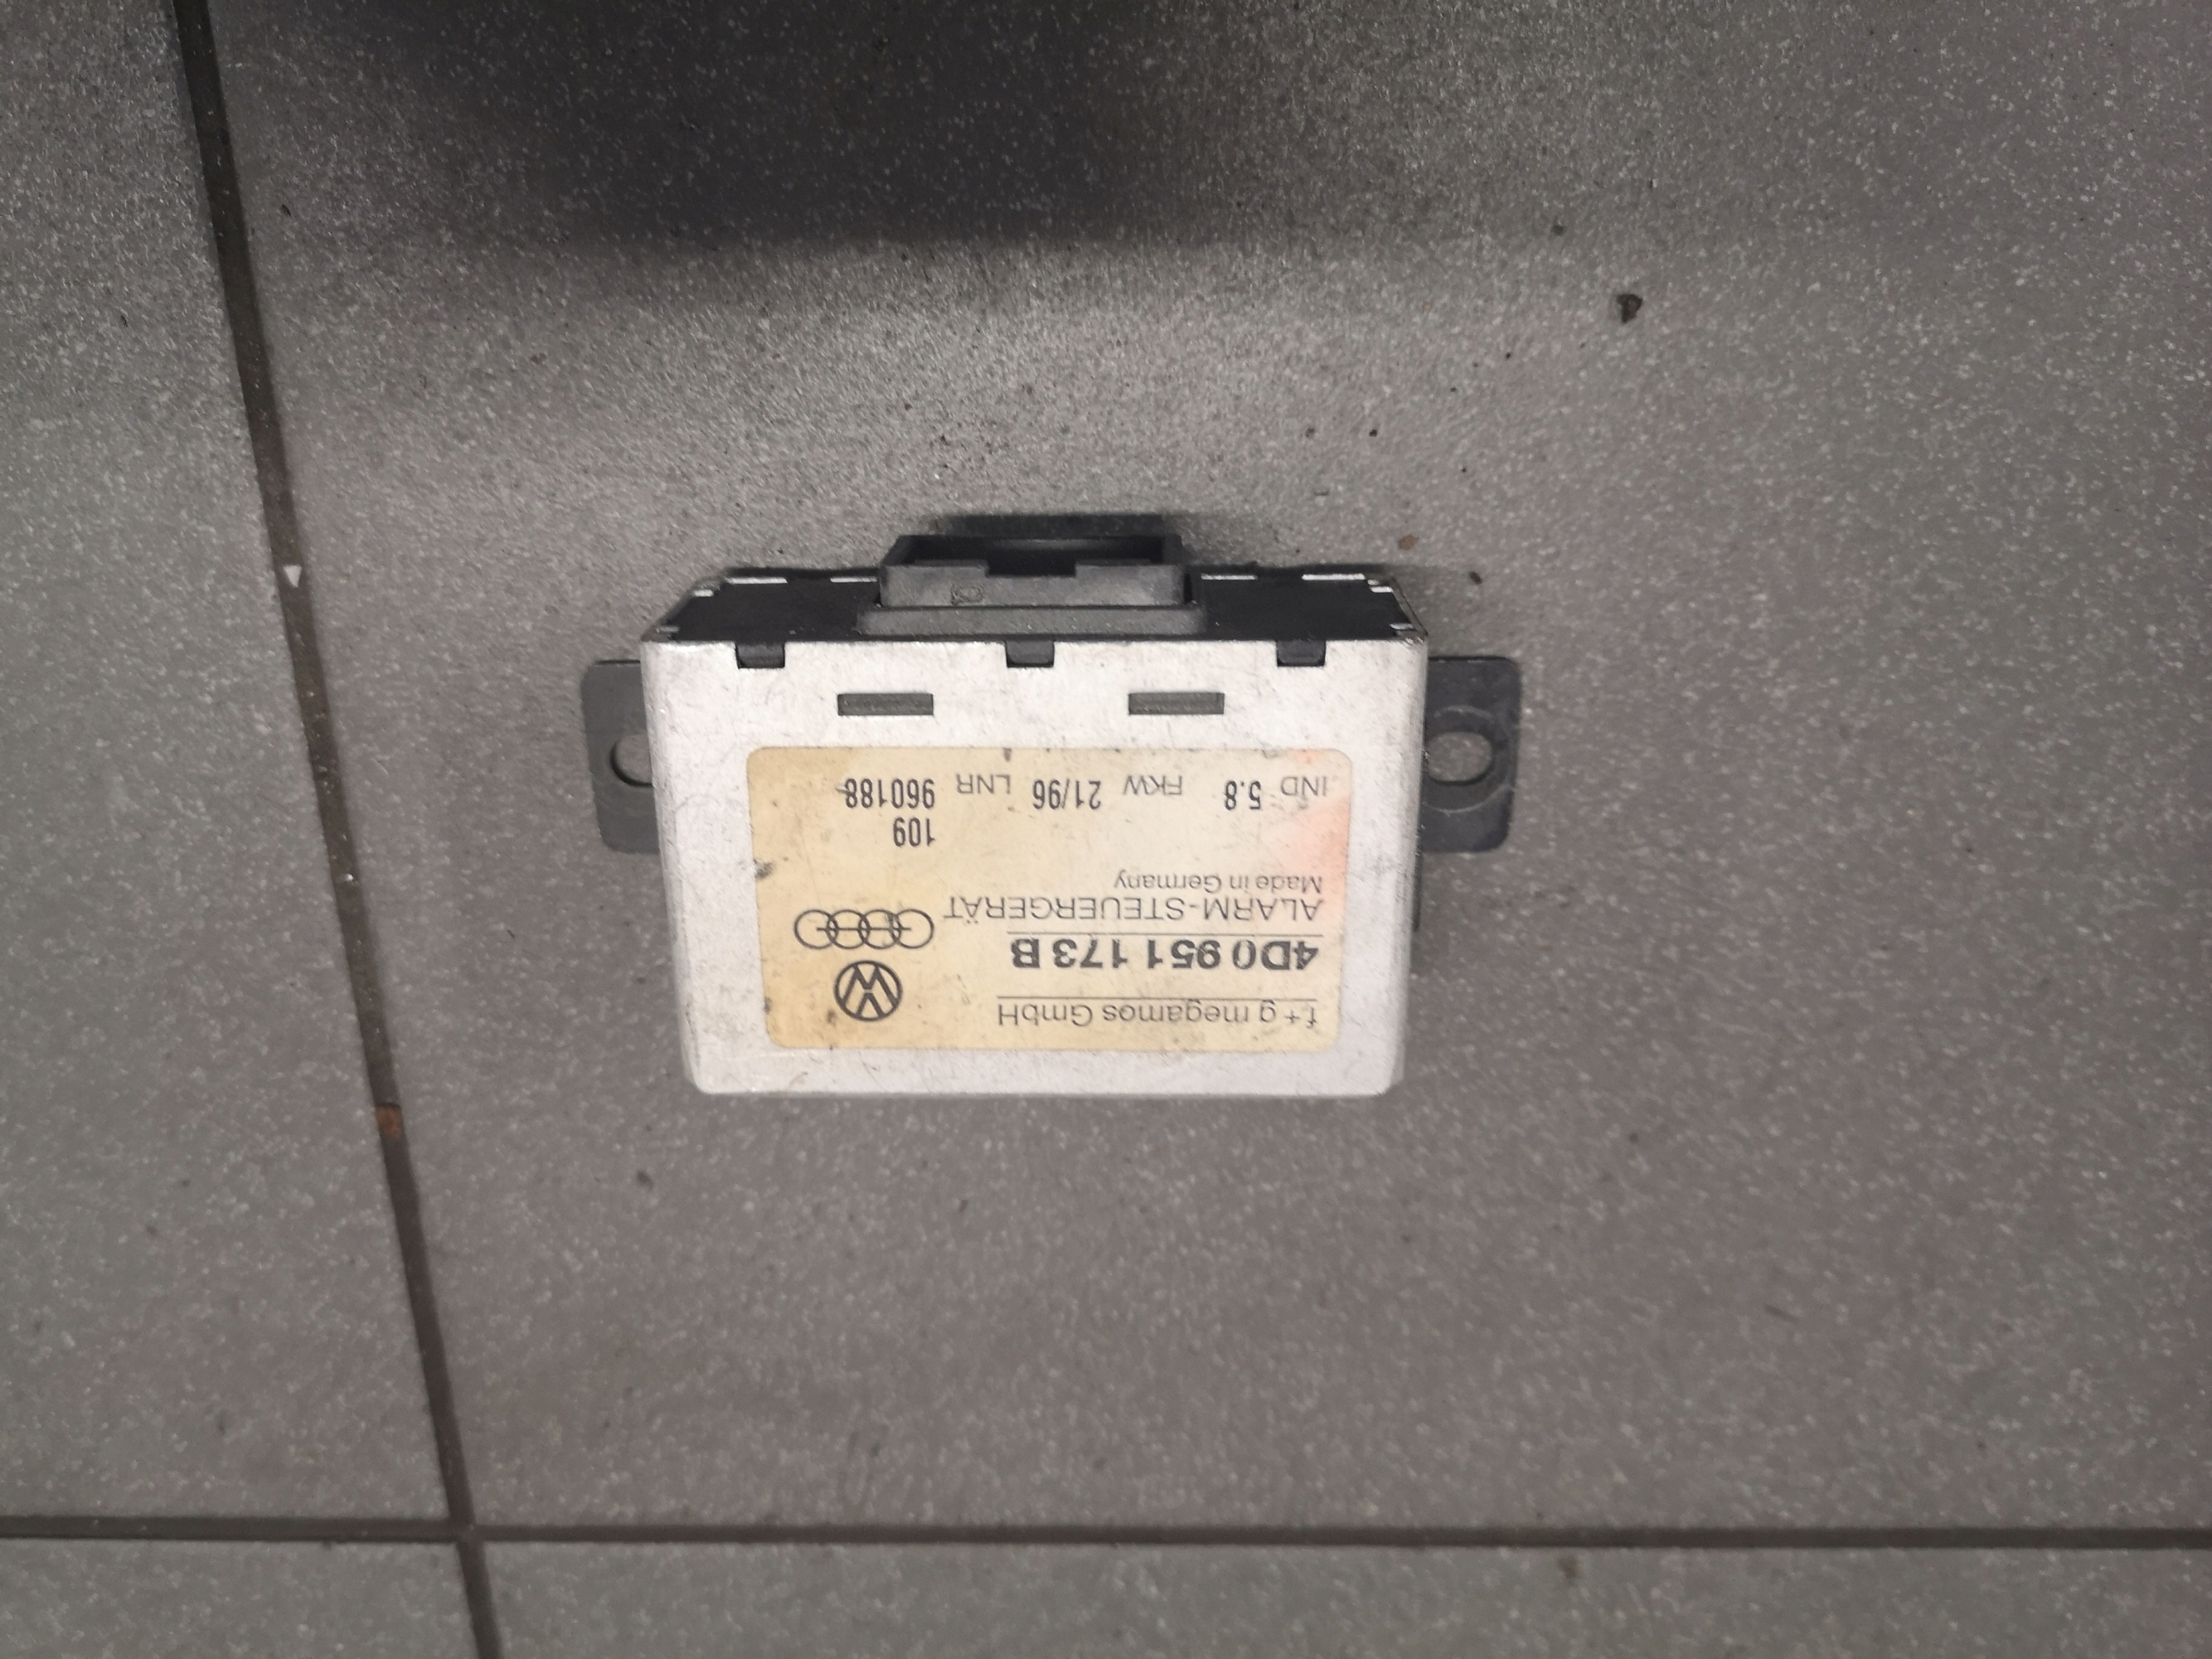 f+g megamos GmbH
4D0 951 173 B
ALARM-STEUERGERÄT
Made in Germany
109
IND 5.8 FKW 21/96 LNR 960188